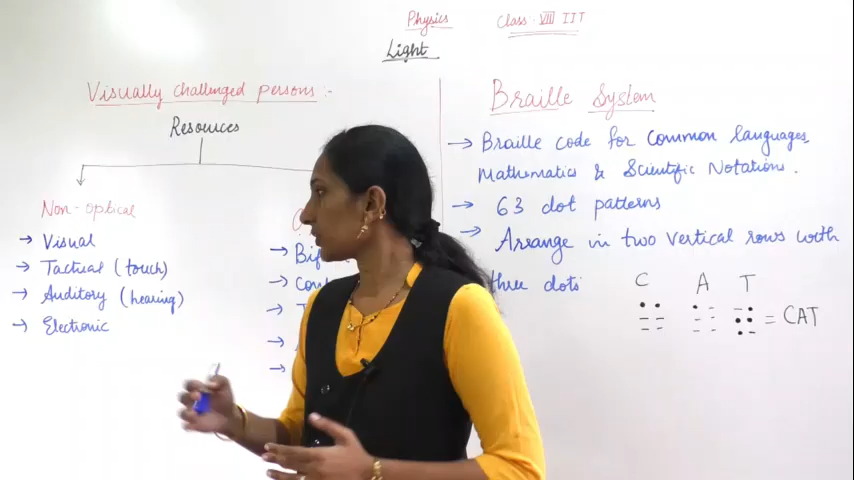 Physics Class:- VIII IIT
Light
Visually challenged persons:-
Resources
Non-optical
→ Visual
→ Tactual (touch)
→ Auditory (hearing)
→ Electronic
Braille System
→ Braille code for common languages,
Mathematics & Scientific Notations.
→ 63 dot patterns
→ Arrange in two vertical rows with
three dots
C A T
= CAT